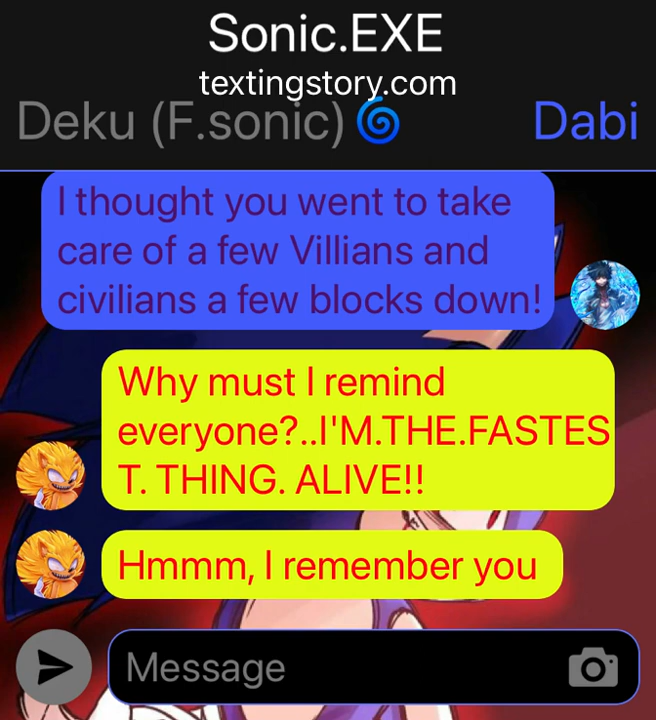 Sonic.EXE
textingstory.com
Deku (F.sonic)🌀 Dabi
I thought you went to take
care of a few Villians and
civilians a few blocks down!
Why must I remind
everyone?..I'M.THE.FASTES
T. THING. ALIVE!!
Hmmm, I remember you
Message